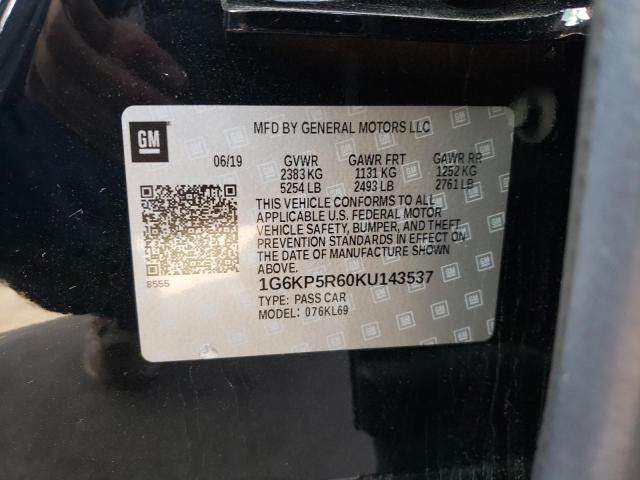 GM
MFD BY GENERAL MOTORS LLC
06/19 GVWR GAWR FRT GAWR RR
2383 KG 1131 KG 1252 KG
5254 LB 2493 LB 2761 LB
THIS VEHICLE CONFORMS TO ALL
APPLICABLE U.S. FEDERAL MOTOR
VEHICLE SAFETY, BUMPER, AND THEFT
PREVENTION STANDARDS IN EFFECT ON
THE DATE OF MANUFACTURE SHOWN
ABOVE.
8555
1G6KP5R60KU143537
TYPE: PASS CAR
MODEL: 076KL69